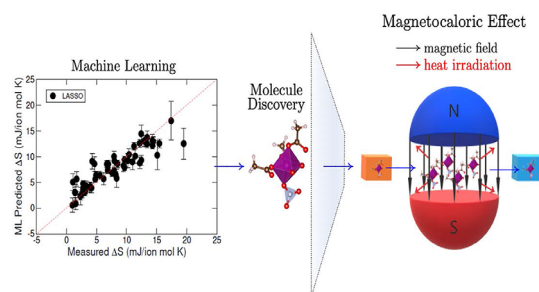 Magnetocaloric Effect
magnetic field
heat irradiation
Machine Learning
Molecule
Discovery
25
20
15
10
5
0
-5
LASSO
ML Predicted ΔS (mJ/ion mol K)
-5 0 5 10 15 20 25
Measured ΔS (mJ/ion mol K)
N
S